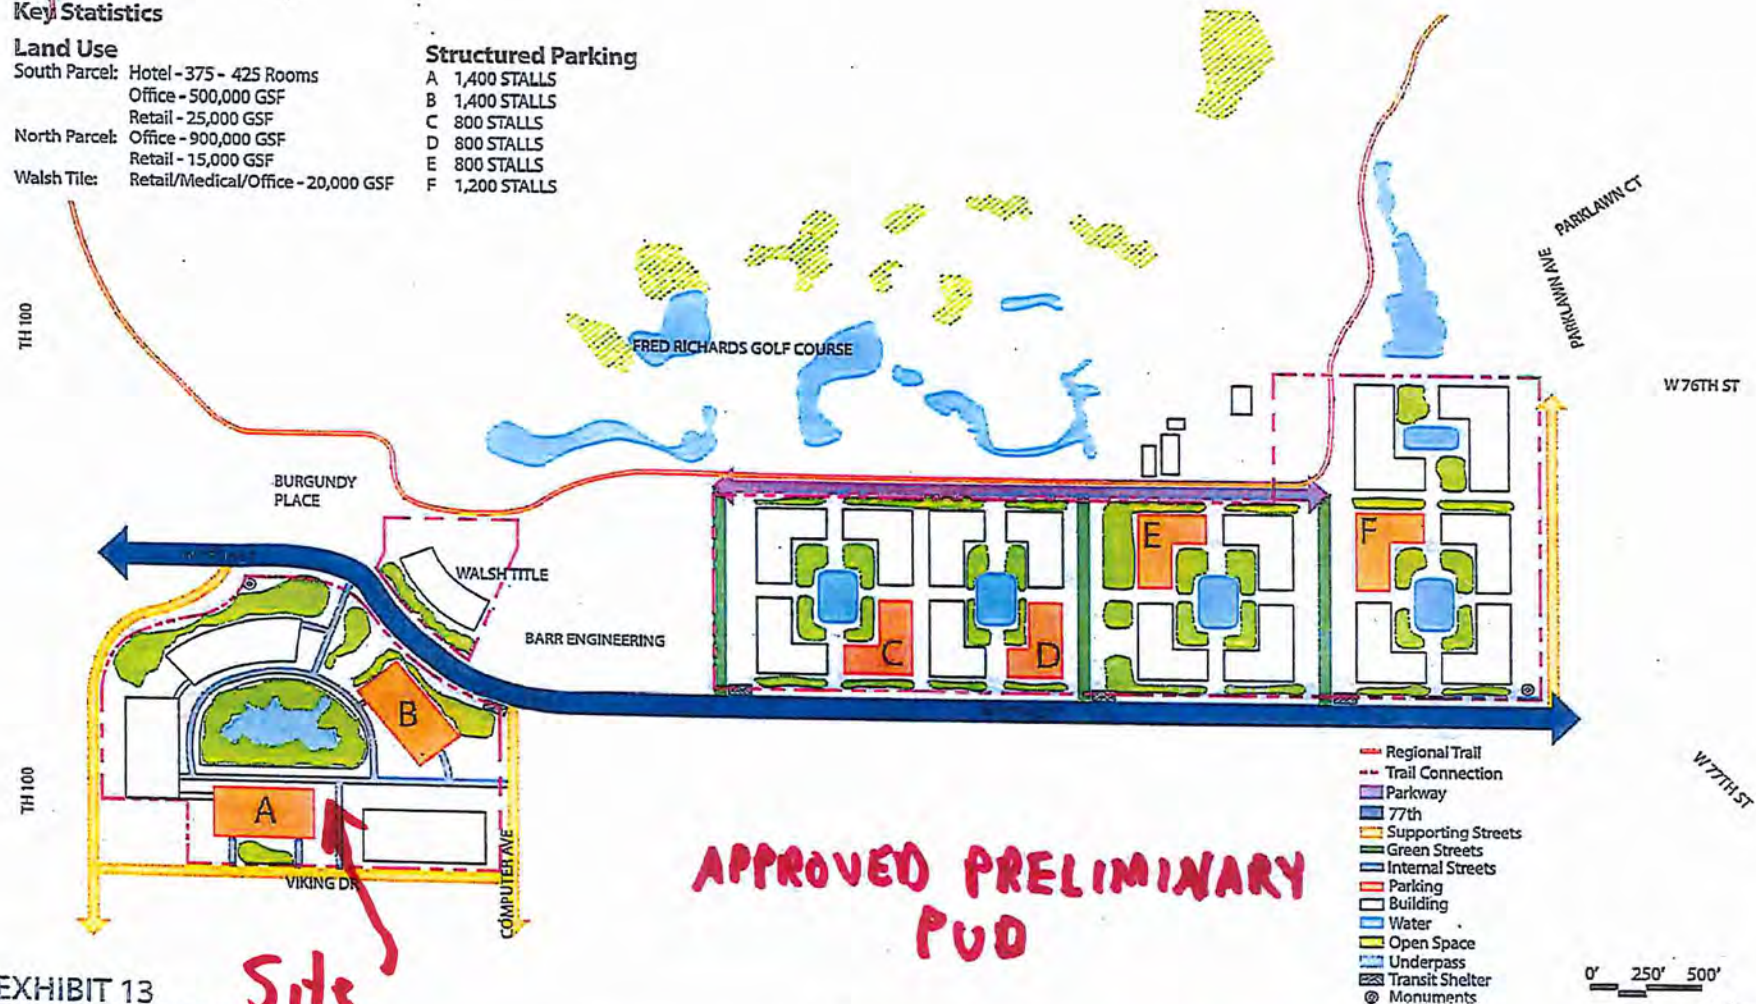 Key Statistics
Land Use
South Parcel: Hotel - 375 - 425 Rooms
Office - 500,000 GSF
Retail - 25,000 GSF
North Parcel: Office - 900,000 GSF
Retail - 15,000 GSF
Walsh Tile: Retail/Medical/Office - 20,000 GSF
Structured Parking
A 1,400 STALLS
B 1,400 STALLS
C 800 STALLS
D 800 STALLS
E 800 STALLS
F 1,200 STALLS
PARKLAWN CT
PARKLAWN AVE
TH 100
FRED RICHARDS GOLF COURSE
W 76TH ST
BURGUNDY
PLACE
WALSH TITLE
BARR ENGINEERING
E
F
C
D
B
A
TH 100
VIKING DR
COMPUTER AVE
W 77TH ST
Regional Trail
Trail Connection
Parkway
77th
Supporting Streets
Green Streets
Internal Streets
Parking
Building
Water
Open Space
Underpass
Transit Shelter
Monuments
APPROVED PRELIMINARY
PUD
Site
EXHIBIT 13
0' 250' 500'